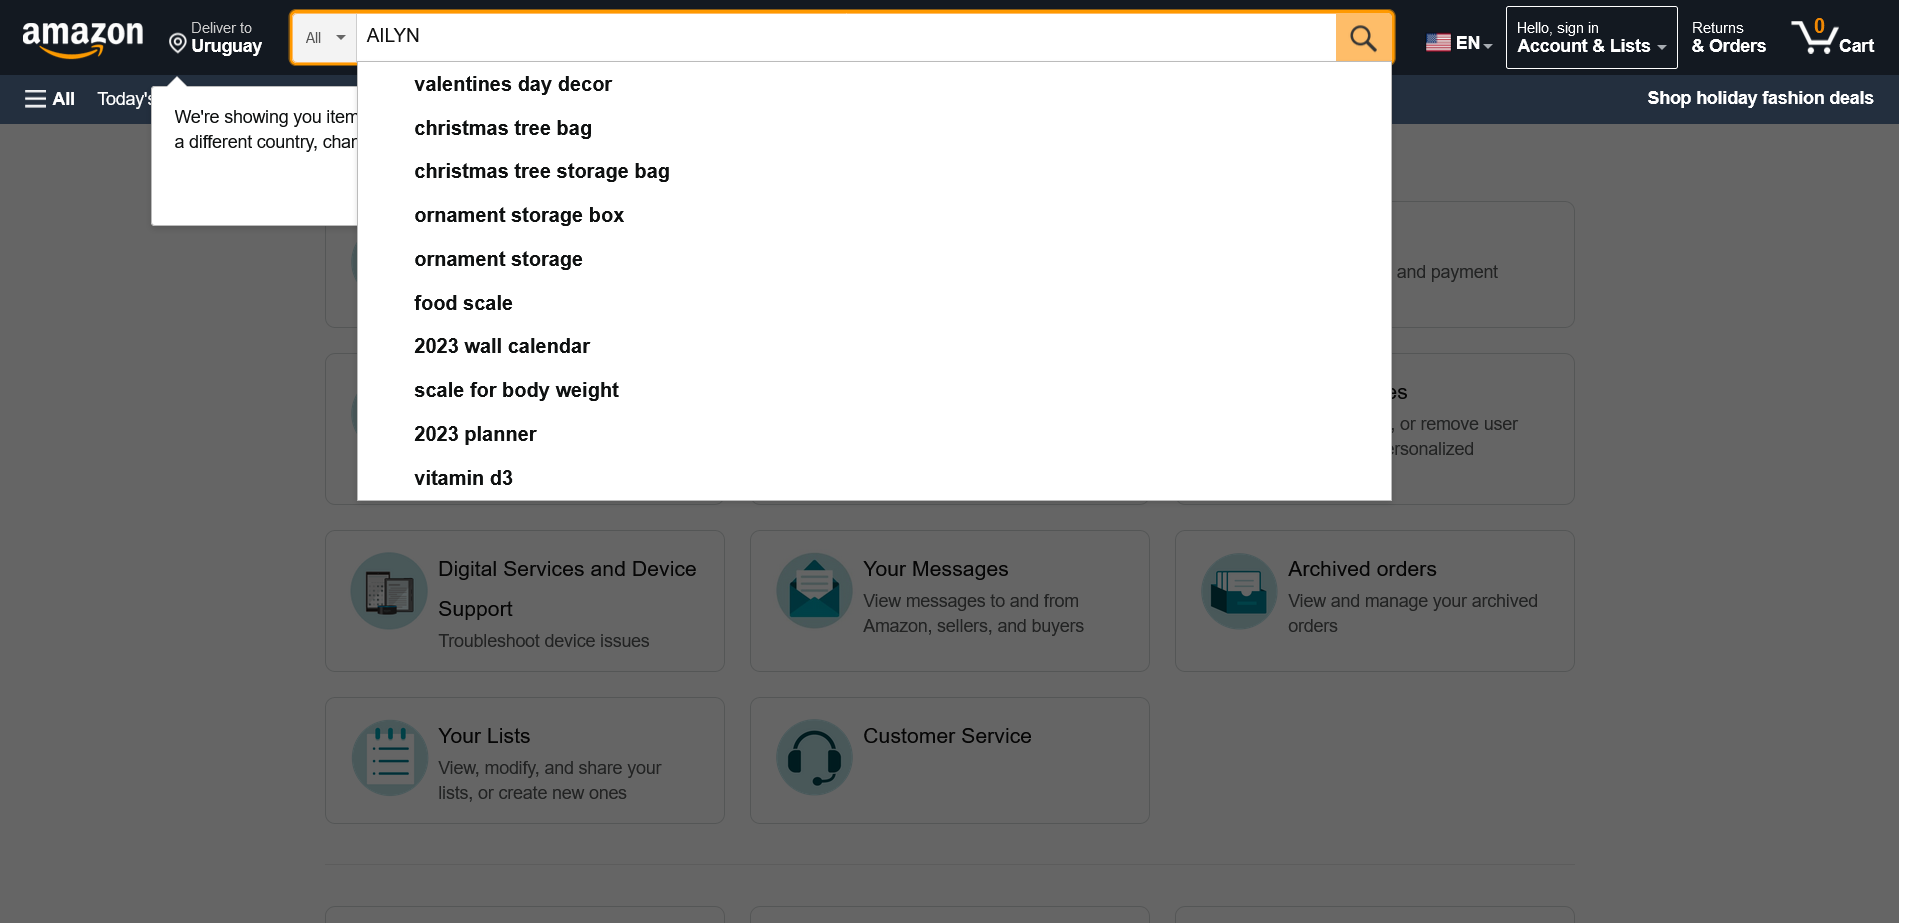 amazon
Deliver to
Uruguay
All
AILYN
EN
Hello, sign in
Account & Lists
Returns
& Orders
0
Cart
All
Today's
Shop holiday fashion deals
We're showing you item
a different country, chan
valentines day decor
christmas tree bag
christmas tree storage bag
ornament storage box
ornament storage
food scale
2023 wall calendar
scale for body weight
2023 planner
vitamin d3
and payment
es
, or remove user
ersonalized
Digital Services and Device
Support
Troubleshoot device issues
Your Messages
View messages to and from
Amazon, sellers, and buyers
Archived orders
View and manage your archived
orders
Your Lists
View, modify, and share your
lists, or create new ones
Customer Service